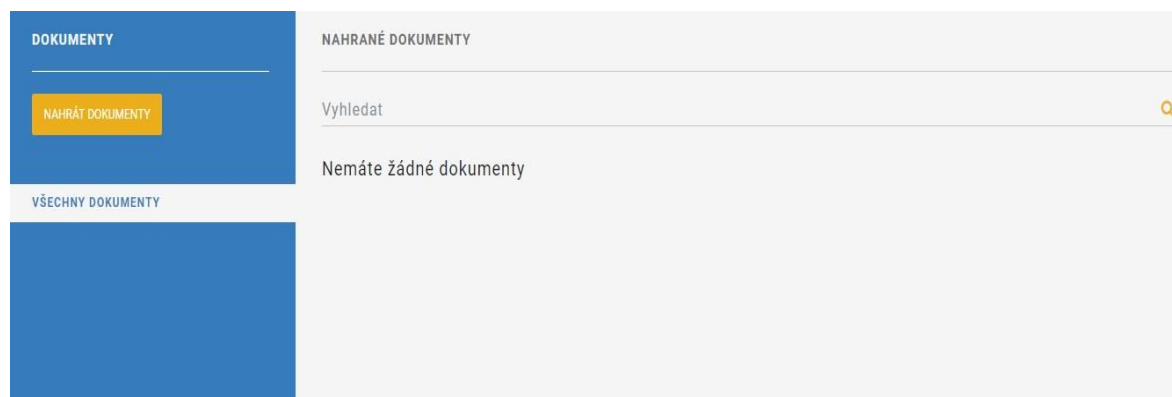 DOKUMENTY
NAHRÁT DOKUMENTY
VŠECHNY DOKUMENTY
NAHRANÉ DOKUMENTY
Vyhledat
Nemáte žádné dokumenty